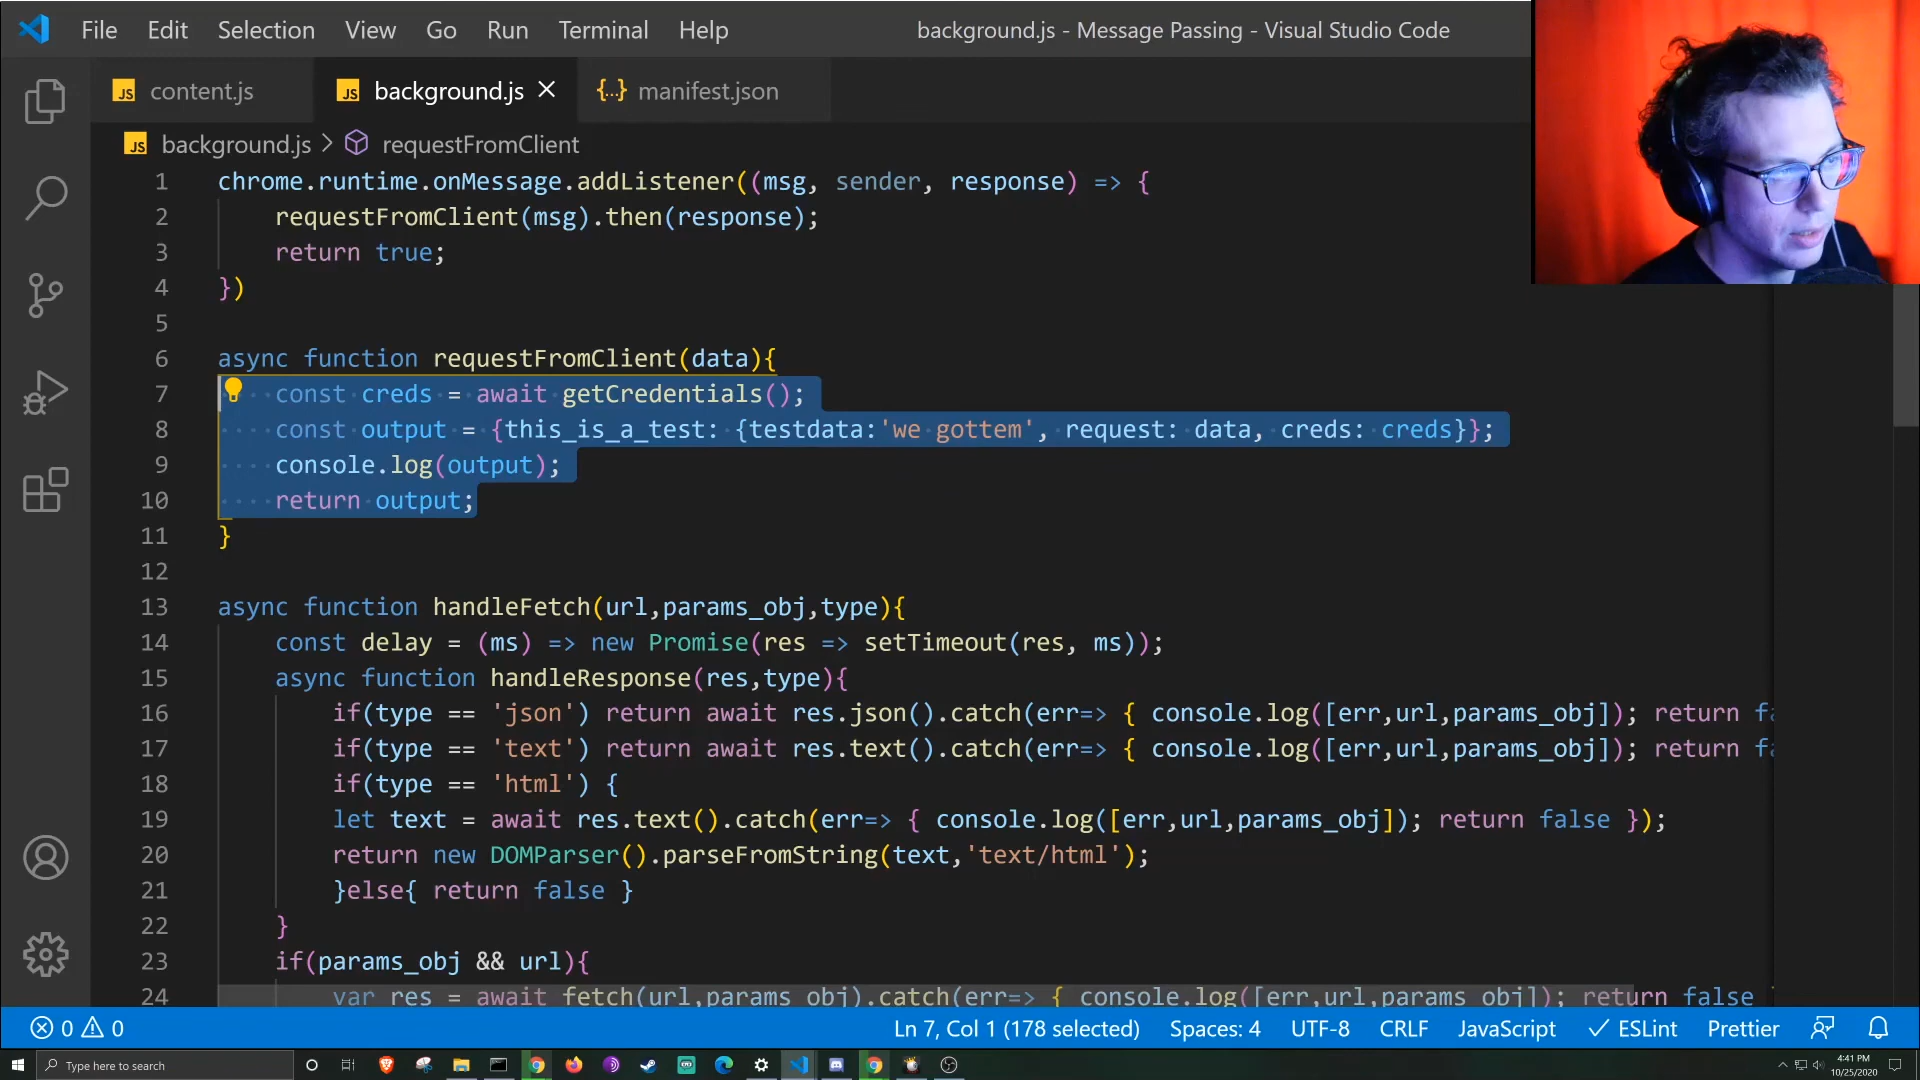 File Edit Selection View Go Run Terminal Help background.js - Message Passing - Visual Studio Code
JS content.js JS background.js × {..} manifest.json
JS background.js > requestFromClient
1 chrome.runtime.onMessage.addListener((msg, sender, response) => {
2 requestFromClient(msg).then(response);
3 return true;
4 })
5
6 async function requestFromClient(data){
7 const creds = await getCredentials();
8 const output = {this_is_a_test: {testdata:'we gottem', request: data, creds: creds}};
9 console.log(output);
10 return output;
11 }
12
13 async function handleFetch(url,params_obj,type){
14 const delay = (ms) => new Promise(res => setTimeout(res, ms));
15 async function handleResponse(res,type){
16 if(type == 'json') return await res.json().catch(err=> { console.log([err,url,params_obj]); return fa
17 if(type == 'text') return await res.text().catch(err=> { console.log([err,url,params_obj]); return fa
18 if(type == 'html') {
19 let text = await res.text().catch(err=> { console.log([err,url,params_obj]); return false });
20 return new DOMParser().parseFromString(text,'text/html');
21 }else{ return false }
22 }
23 if(params_obj && url){
24 var res = await fetch(url,params_obj).catch(err=> { console.log([err,url,params_obj]); return false
0 0 Ln 7, Col 1 (178 selected) Spaces: 4 UTF-8 CRLF JavaScript ESLint Prettier
Type here to search 4:41 PM
10/25/2020